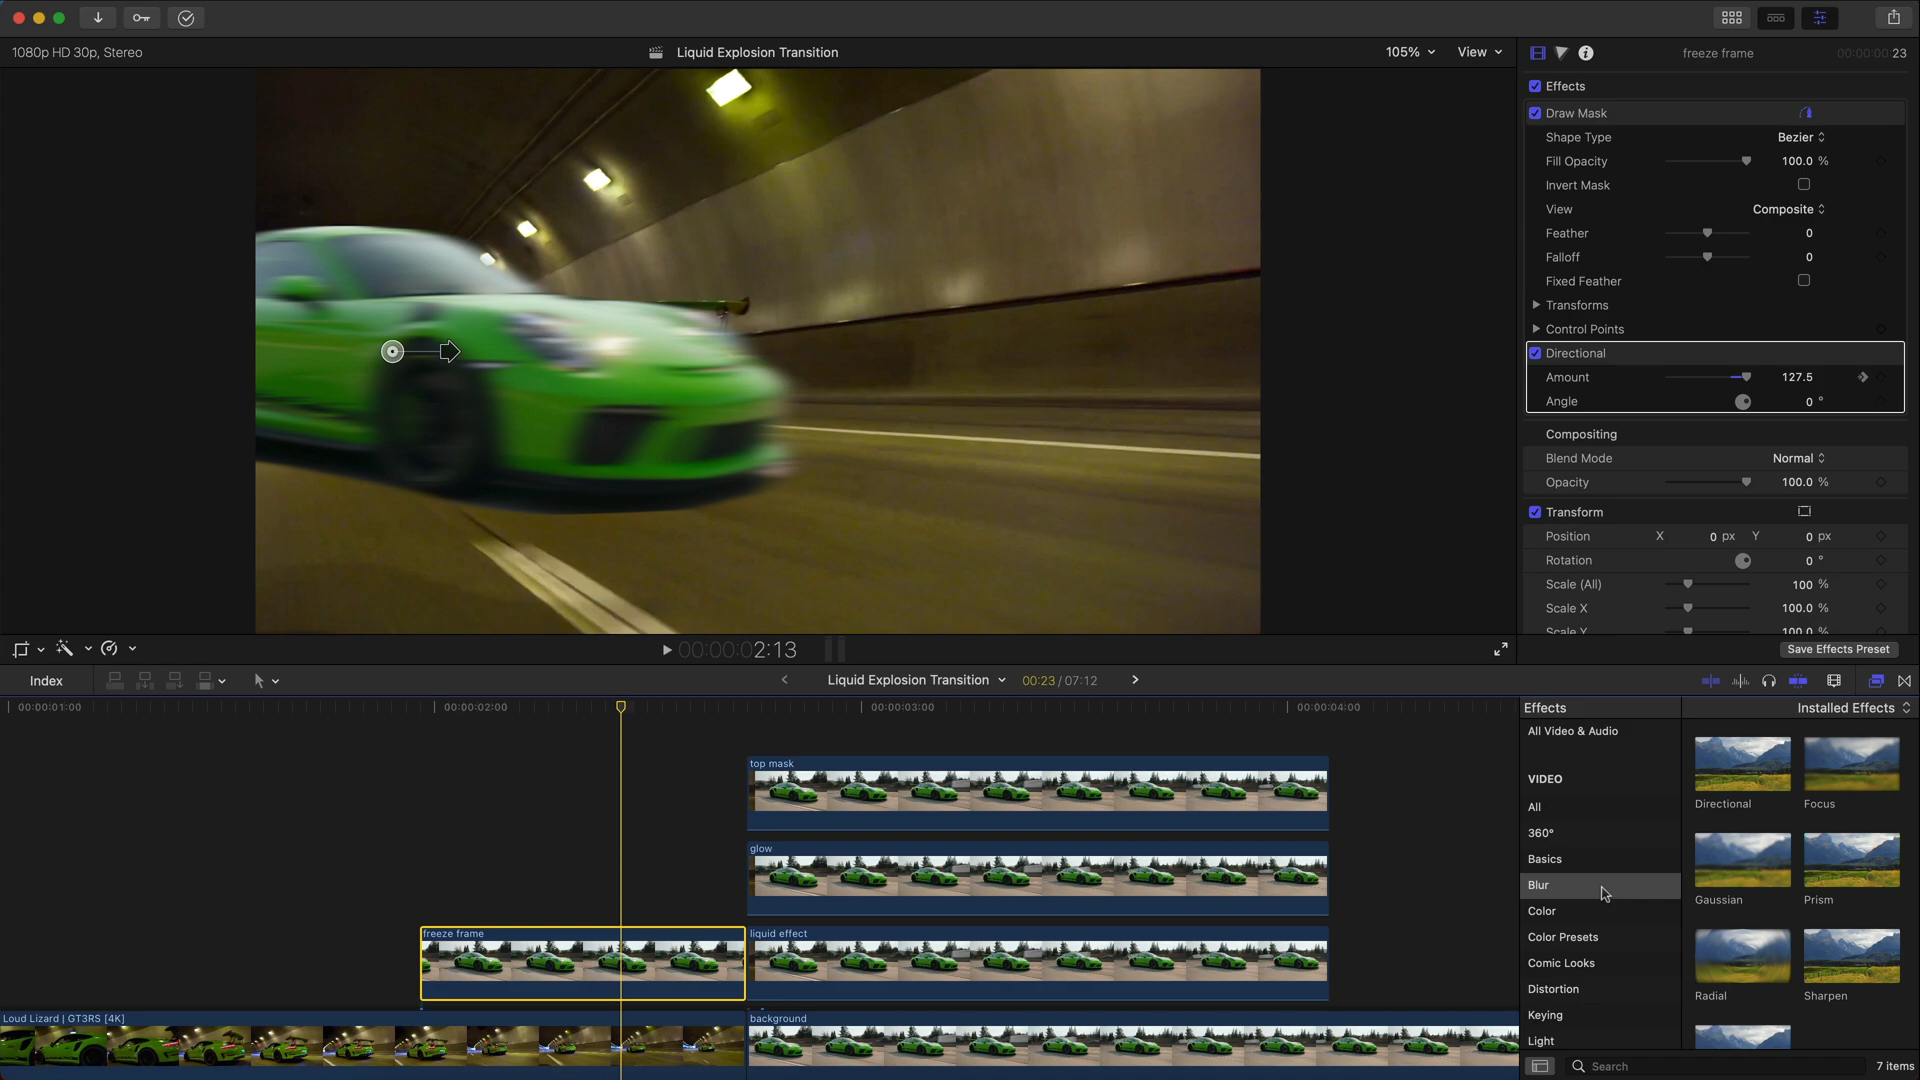 1080p HD 30p, Stereo
Liquid Explosion Transition
105%
View
freeze frame
00:00:00:23
Effects
Draw Mask
Shape Type
Bezier
Fill Opacity
100.0 %
Invert Mask
View
Composite
Feather
0
Falloff
0
Fixed Feather
Transforms
Control Points
Directional
Amount
127.5
Angle
0 °
Compositing
Blend Mode
Normal
Opacity
100.0 %
Transform
Position
X
0 px
Y
0 px
Rotation
0 °
Scale (All)
100 %
Scale X
100.0 %
Scale Y
100.0 %
00:00:02:13
Save Effects Preset
Index
Liquid Explosion Transition
00:23 / 07:12
00:00:01:00
00:00:02:00
00:00:03:00
00:00:04:00
top mask
glow
freeze frame
liquid effect
Loud Lizard | GT3RS [4K]
background
Effects
Installed Effects
All Video & Audio
VIDEO
All
360°
Basics
Blur
Color
Color Presets
Comic Looks
Distortion
Keying
Light
Directional
Focus
Gaussian
Prism
Radial
Sharpen
Search
7 items